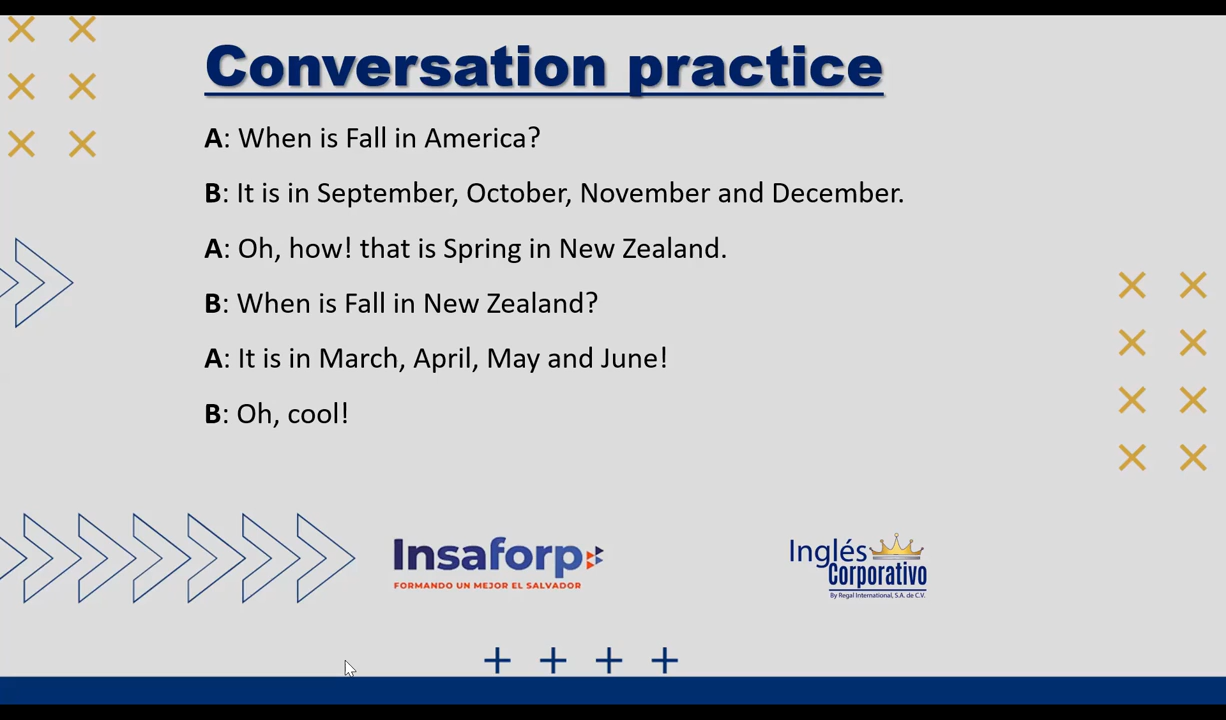 Conversation practice
A: When is Fall in America?
B: It is in September, October, November and December.
A: Oh, how! that is Spring in New Zealand.
B: When is Fall in New Zealand?
A: It is in March, April, May and June!
B: Oh, cool!
Insaforp
FORMANDO UN MEJOR EL SALVADOR
Inglés
Corporativo
By Regal International, S.A. de C.V.